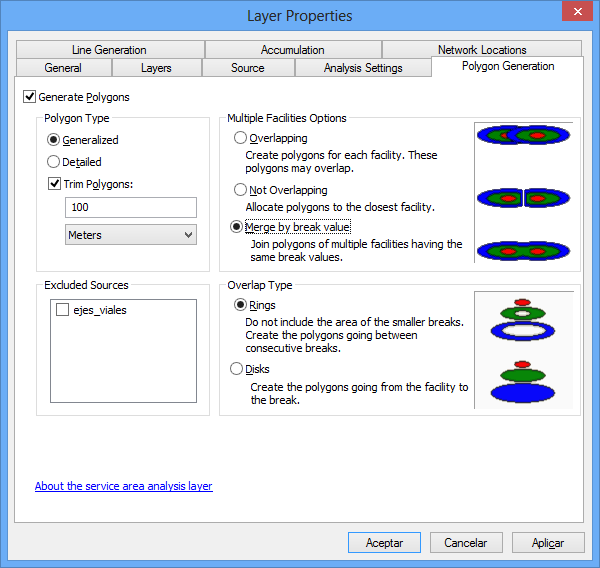 Layer Properties
Line Generation
Accumulation
Network Locations
General
Layers
Source
Analysis Settings
Polygon Generation
Generate Polygons
Polygon Type
Generalized
Detailed
Trim Polygons:
100
Meters
Multiple Facilities Options
Overlapping
Create polygons for each facility. These
polygons may overlap.
Not Overlapping
Allocate polygons to the closest facility.
Merge by break value
Join polygons of multiple facilities having the
same break values.
Excluded Sources
ejes_viales
Overlap Type
Rings
Do not include the area of the smaller breaks.
Create the polygons going between
consecutive breaks.
Disks
Create the polygons going from the facility to
the break.
About the service area analysis layer
Aceptar
Cancelar
Aplicar